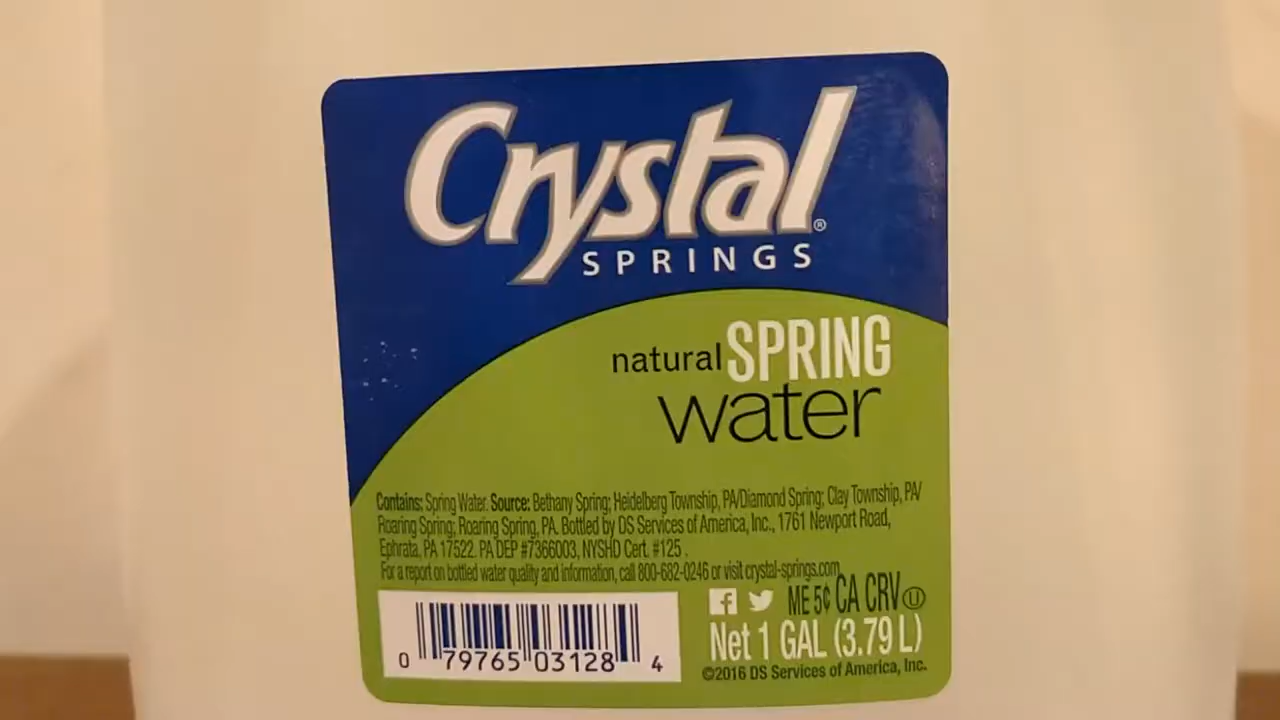 Crystal®
SPRINGS
natural SPRING
water
Contains: Spring Water. Source: Bethany Spring; Heidelberg Township, PA/Diamond Spring; Clay Township, PA/
Roaring Spring; Roaring Spring, PA. Bottled by DS Services of America, Inc., 1761 Newport Road,
Ephrata, PA 17522. PA DEP #7366003, NYSHD Cert. #125.
For a report on bottled water quality and information, call 800-682-0246 or visit crystal-springs.com
ME 5¢ CA CRV Ⓤ
Net 1 GAL (3.79 L)
0 79765 03128 4
©2016 DS Services of America, Inc.